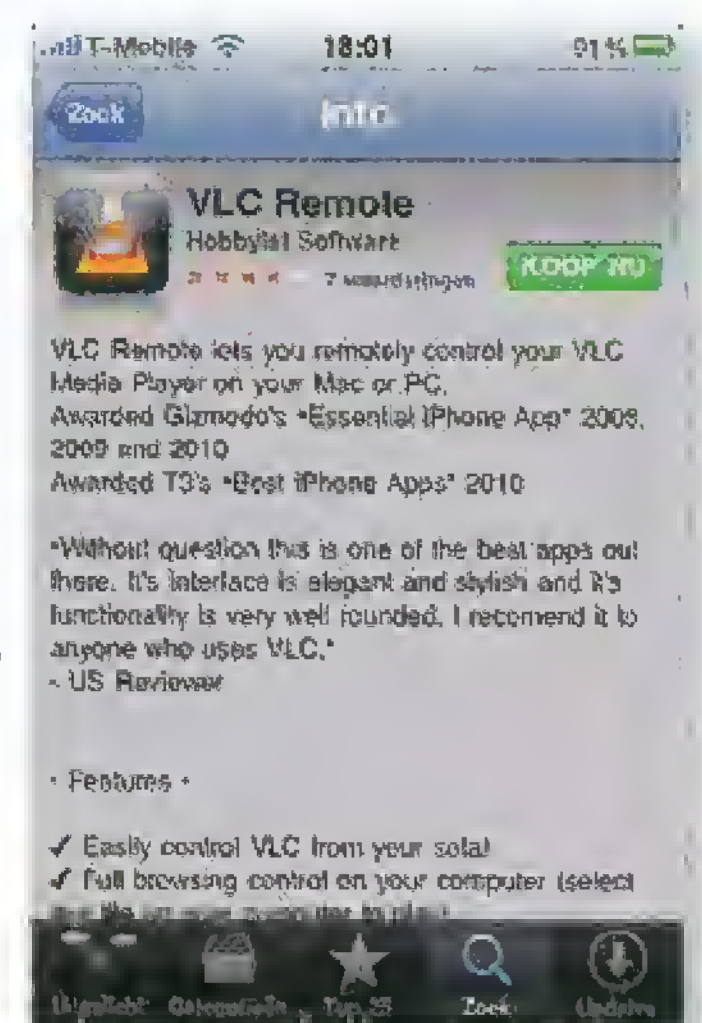 T-Mobile 18:01 91%
Zoek Info
VLC Remote
Hobbyist Software
7 waarderingen
KOOP NU
VLC Remote lets you remotely control your VLC
Media Player on your Mac or PC.
Awarded Gizmodo's "Essential iPhone App" 2008,
2009 and 2010
Awarded T3's "Best iPhone Apps" 2010
"Without question this is one of the best apps out
there. It's interface is elegant and stylish and it's
functionality is very well rounded. I recomend it to
anyone who uses VLC."
- US Reviewer
• Features •
✓ Easily control VLC from your sofa!
✓ Full browsing control on your computer (select
Uitgelicht Categorieën Top 25 Zoek Updates